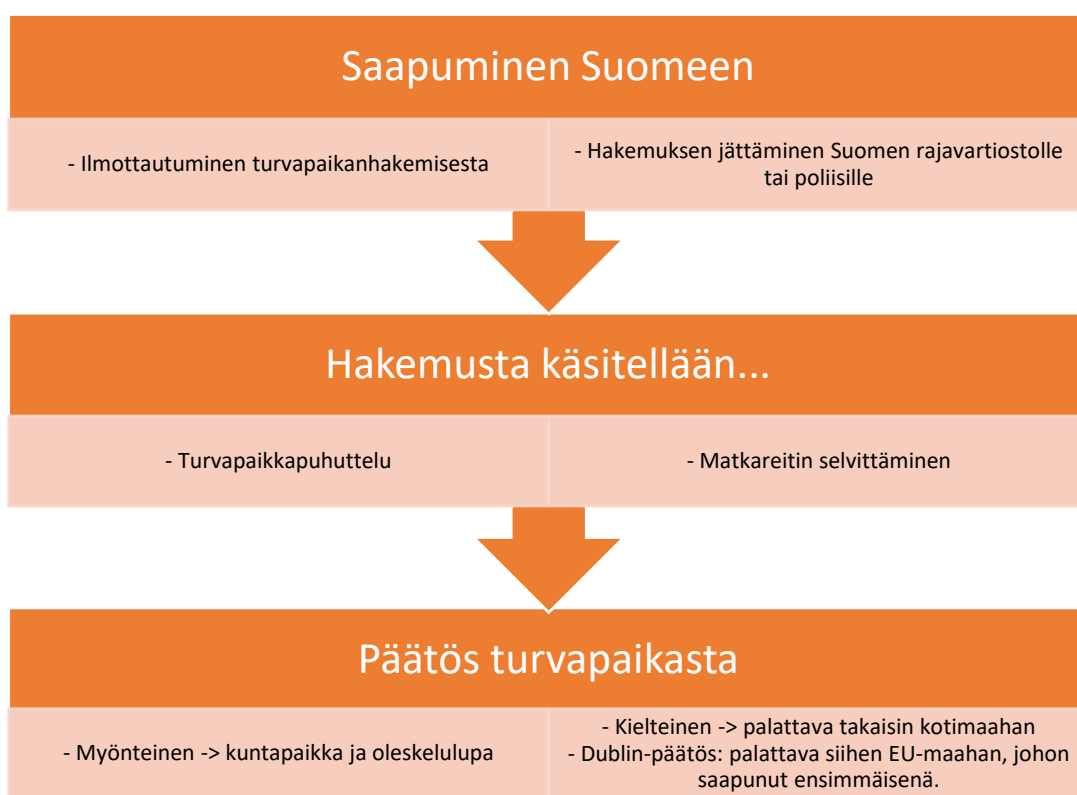 Saapuminen Suomeen
- Ilmottautuminen turvapaikanhakemisesta
- Hakemuksen jättäminen Suomen rajavartiostolle
tai poliisille
Hakemusta käsitellään...
- Turvapaikkapuhuttelu
- Matkareitin selvittäminen
Päätös turvapaikasta
- Myönteinen -> kuntapaikka ja oleskelulupa
- Kielteinen -> palattava takaisin kotimaahan
- Dublin-päätös: palattava siihen EU-maahan, johon
saapunut ensimmäisenä.